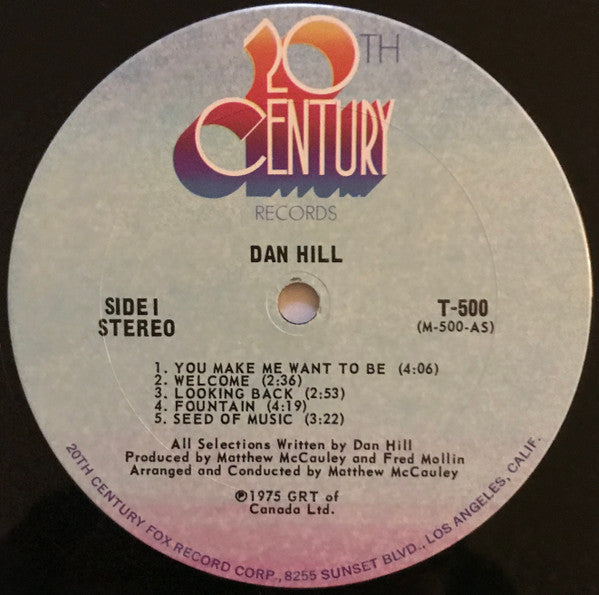 20TH
CENTURY
RECORDS
DAN HILL
SIDE I
STEREO
T-500
(M-500-AS)
1. YOU MAKE ME WANT TO BE (4:06)
2. WELCOME (2:36)
3. LOOKING BACK (2:53)
4. FOUNTAIN (4:19)
5. SEED OF MUSIC (3:22)
All Selections Written by Dan Hill
Produced by Matthew McCauley and Fred Mollin
Arranged and Conducted by Matthew McCauley
℗1975 GRT of
Canada Ltd.
20TH CENTURY FOX RECORD CORP., 8255 SUNSET BLVD., LOS ANGELES, CALIF.